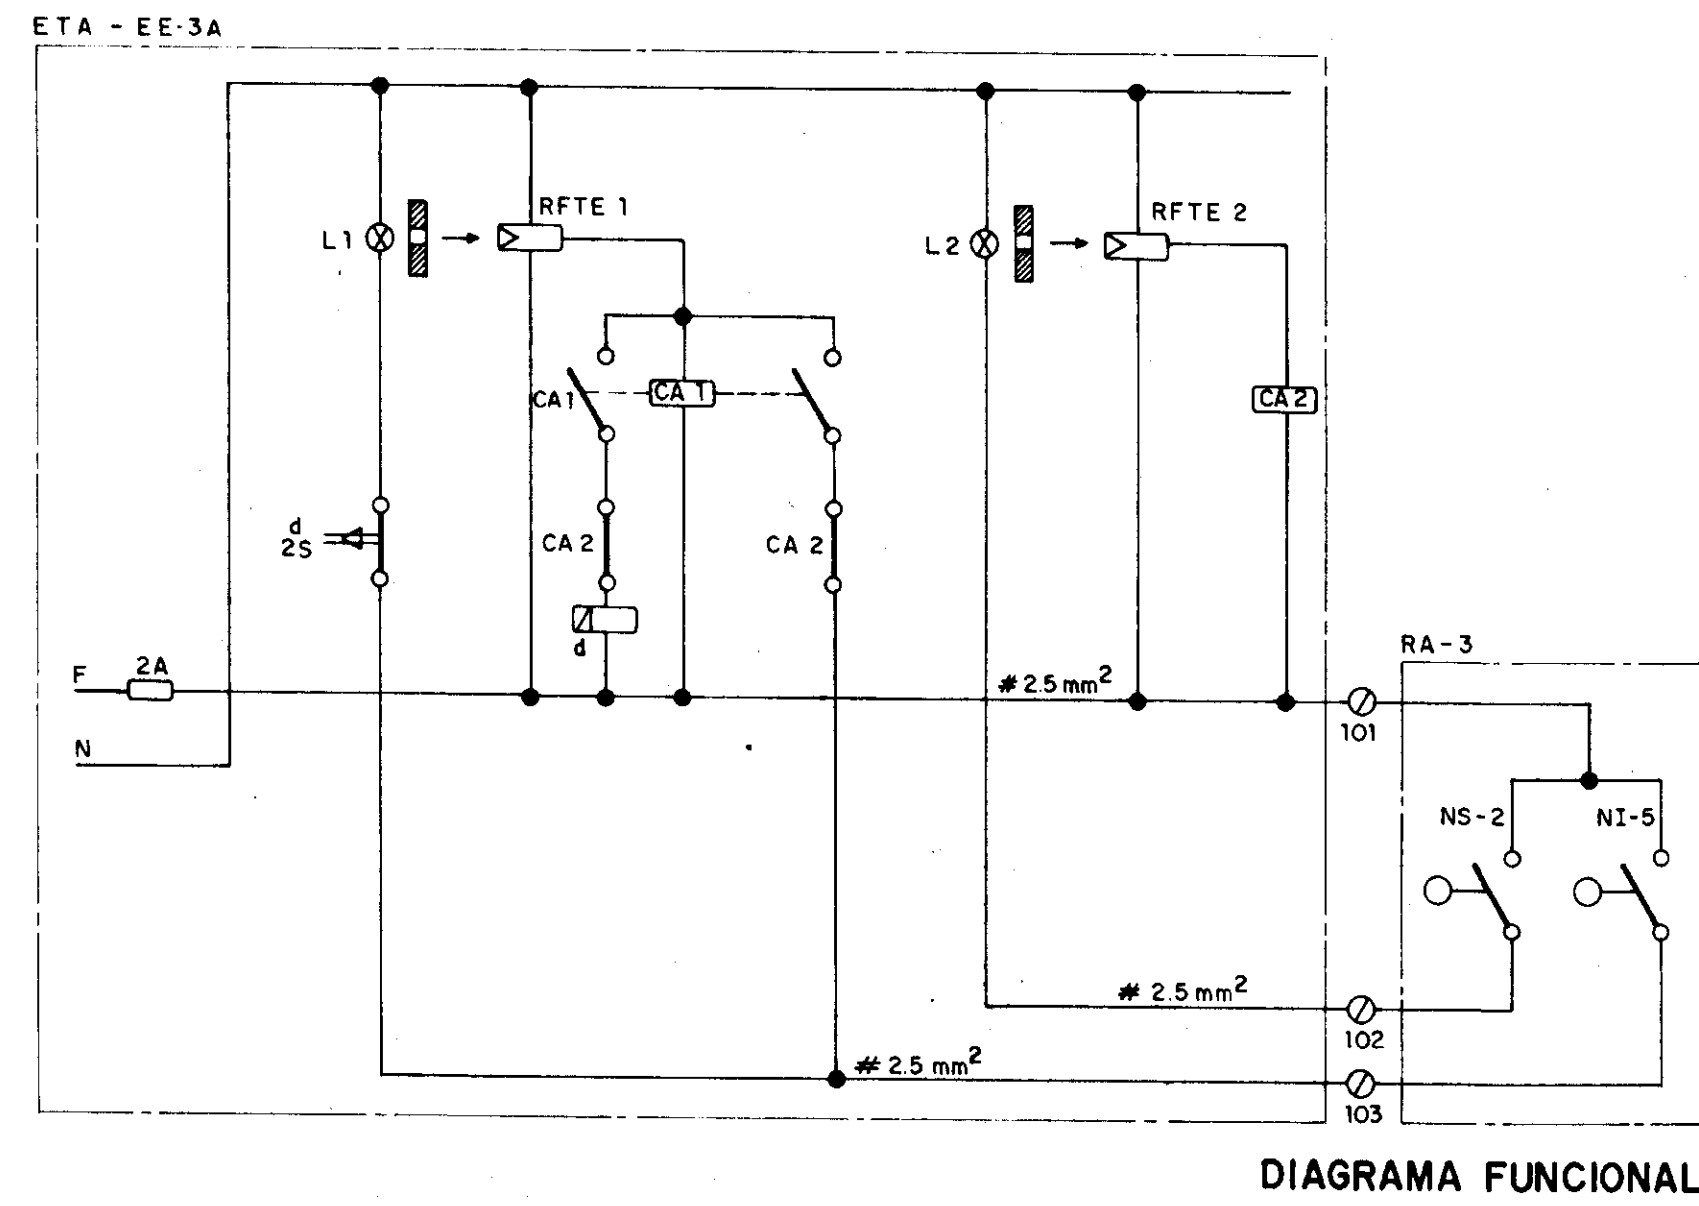 ETA - EE-3A
RFTE 1
RFTE 2
L1
L2
CA1
CA 1
CA 2
d
2S
CA 2
CA 2
d
RA-3
F
2A
# 2.5 mm²
N
101
NS-2
NI-5
# 2.5 mm²
102
# 2.5 mm²
103
DIAGRAMA FUNCIONAL